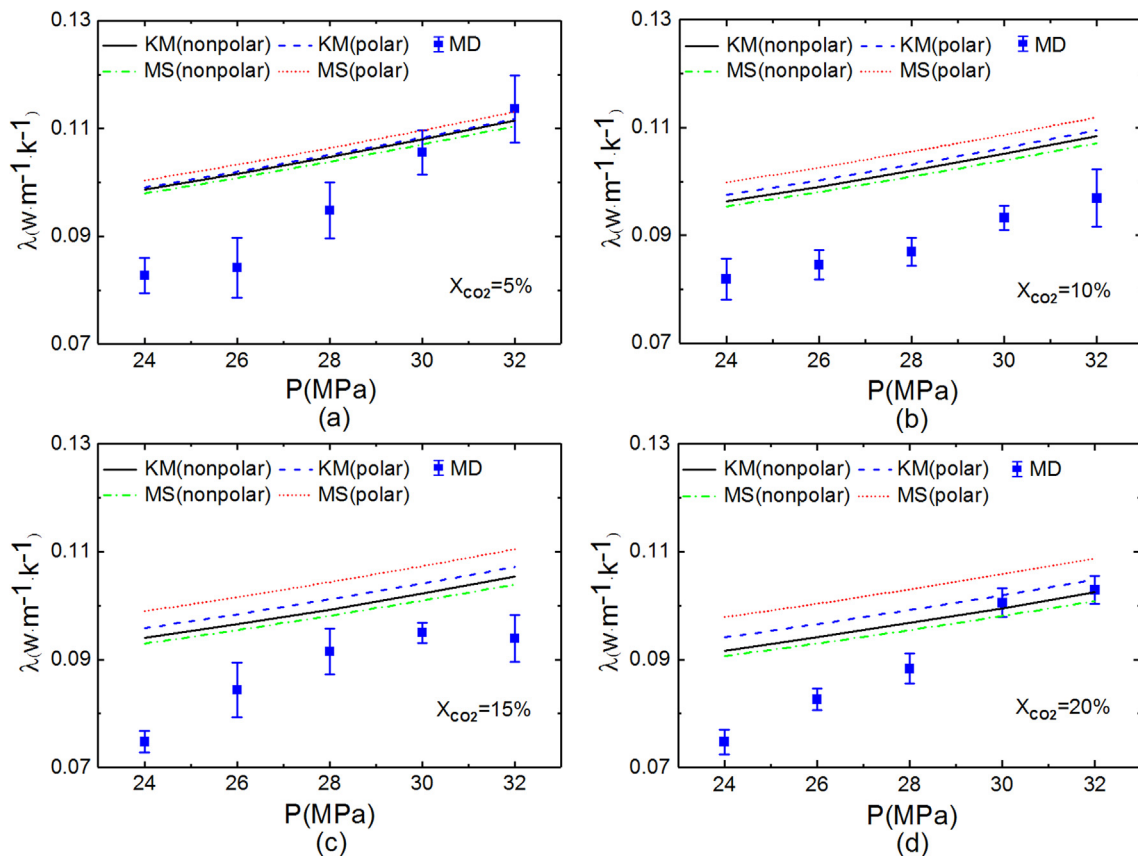 0.13
0.11
0.09
0.07
λ(w·m⁻¹·k⁻¹)
KM(nonpolar) KM(polar) MD
MS(nonpolar) MS(polar)
Xco2=5%
24 26 28 30 32
P(MPa)
(a)
0.13
0.11
0.09
0.07
λ(w·m⁻¹·k⁻¹)
KM(nonpolar) KM(polar) MD
MS(nonpolar) MS(polar)
Xco2=10%
24 26 28 30 32
P(MPa)
(b)
0.13
0.11
0.09
0.07
λ(w·m⁻¹·k⁻¹)
KM(nonpolar) KM(polar) MD
MS(nonpolar) MS(polar)
Xco2=15%
24 26 28 30 32
P(MPa)
(c)
0.13
0.11
0.09
0.07
λ(w·m⁻¹·k⁻¹)
KM(nonpolar) KM(polar) MD
MS(nonpolar) MS(polar)
Xco2=20%
24 26 28 30 32
P(MPa)
(d)